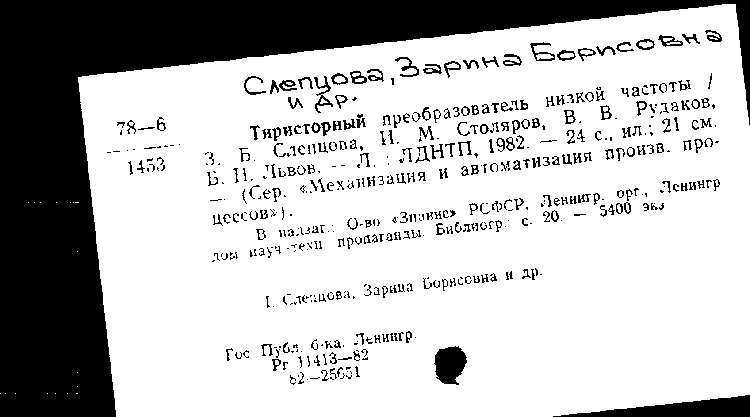 Слепцова, Зарина Борисовна
и др.
78—6
1453
Тиристорный преобразователь низкой частоты /
З. Б. Слепцова, И. М. Столяров, В. В. Рудаков,
Б. Н. Львов. — Л. : ЛДНТП, 1982. — 24 с., ил.; 21 см.
— (Сер. «Механизация и автоматизация произв. про-
цессов»).
В надзаг.: О-во «Знание» РСФСР, Ленингр. орг., Ленингр
дом науч-техн пропаганды. Библиогр.: с. 20. — 5400 экз
I. Слепцова, Зарина Борисовна и др.
Гос Публ. б-ка. Ленингр.
Рг 11413—82
82—25651